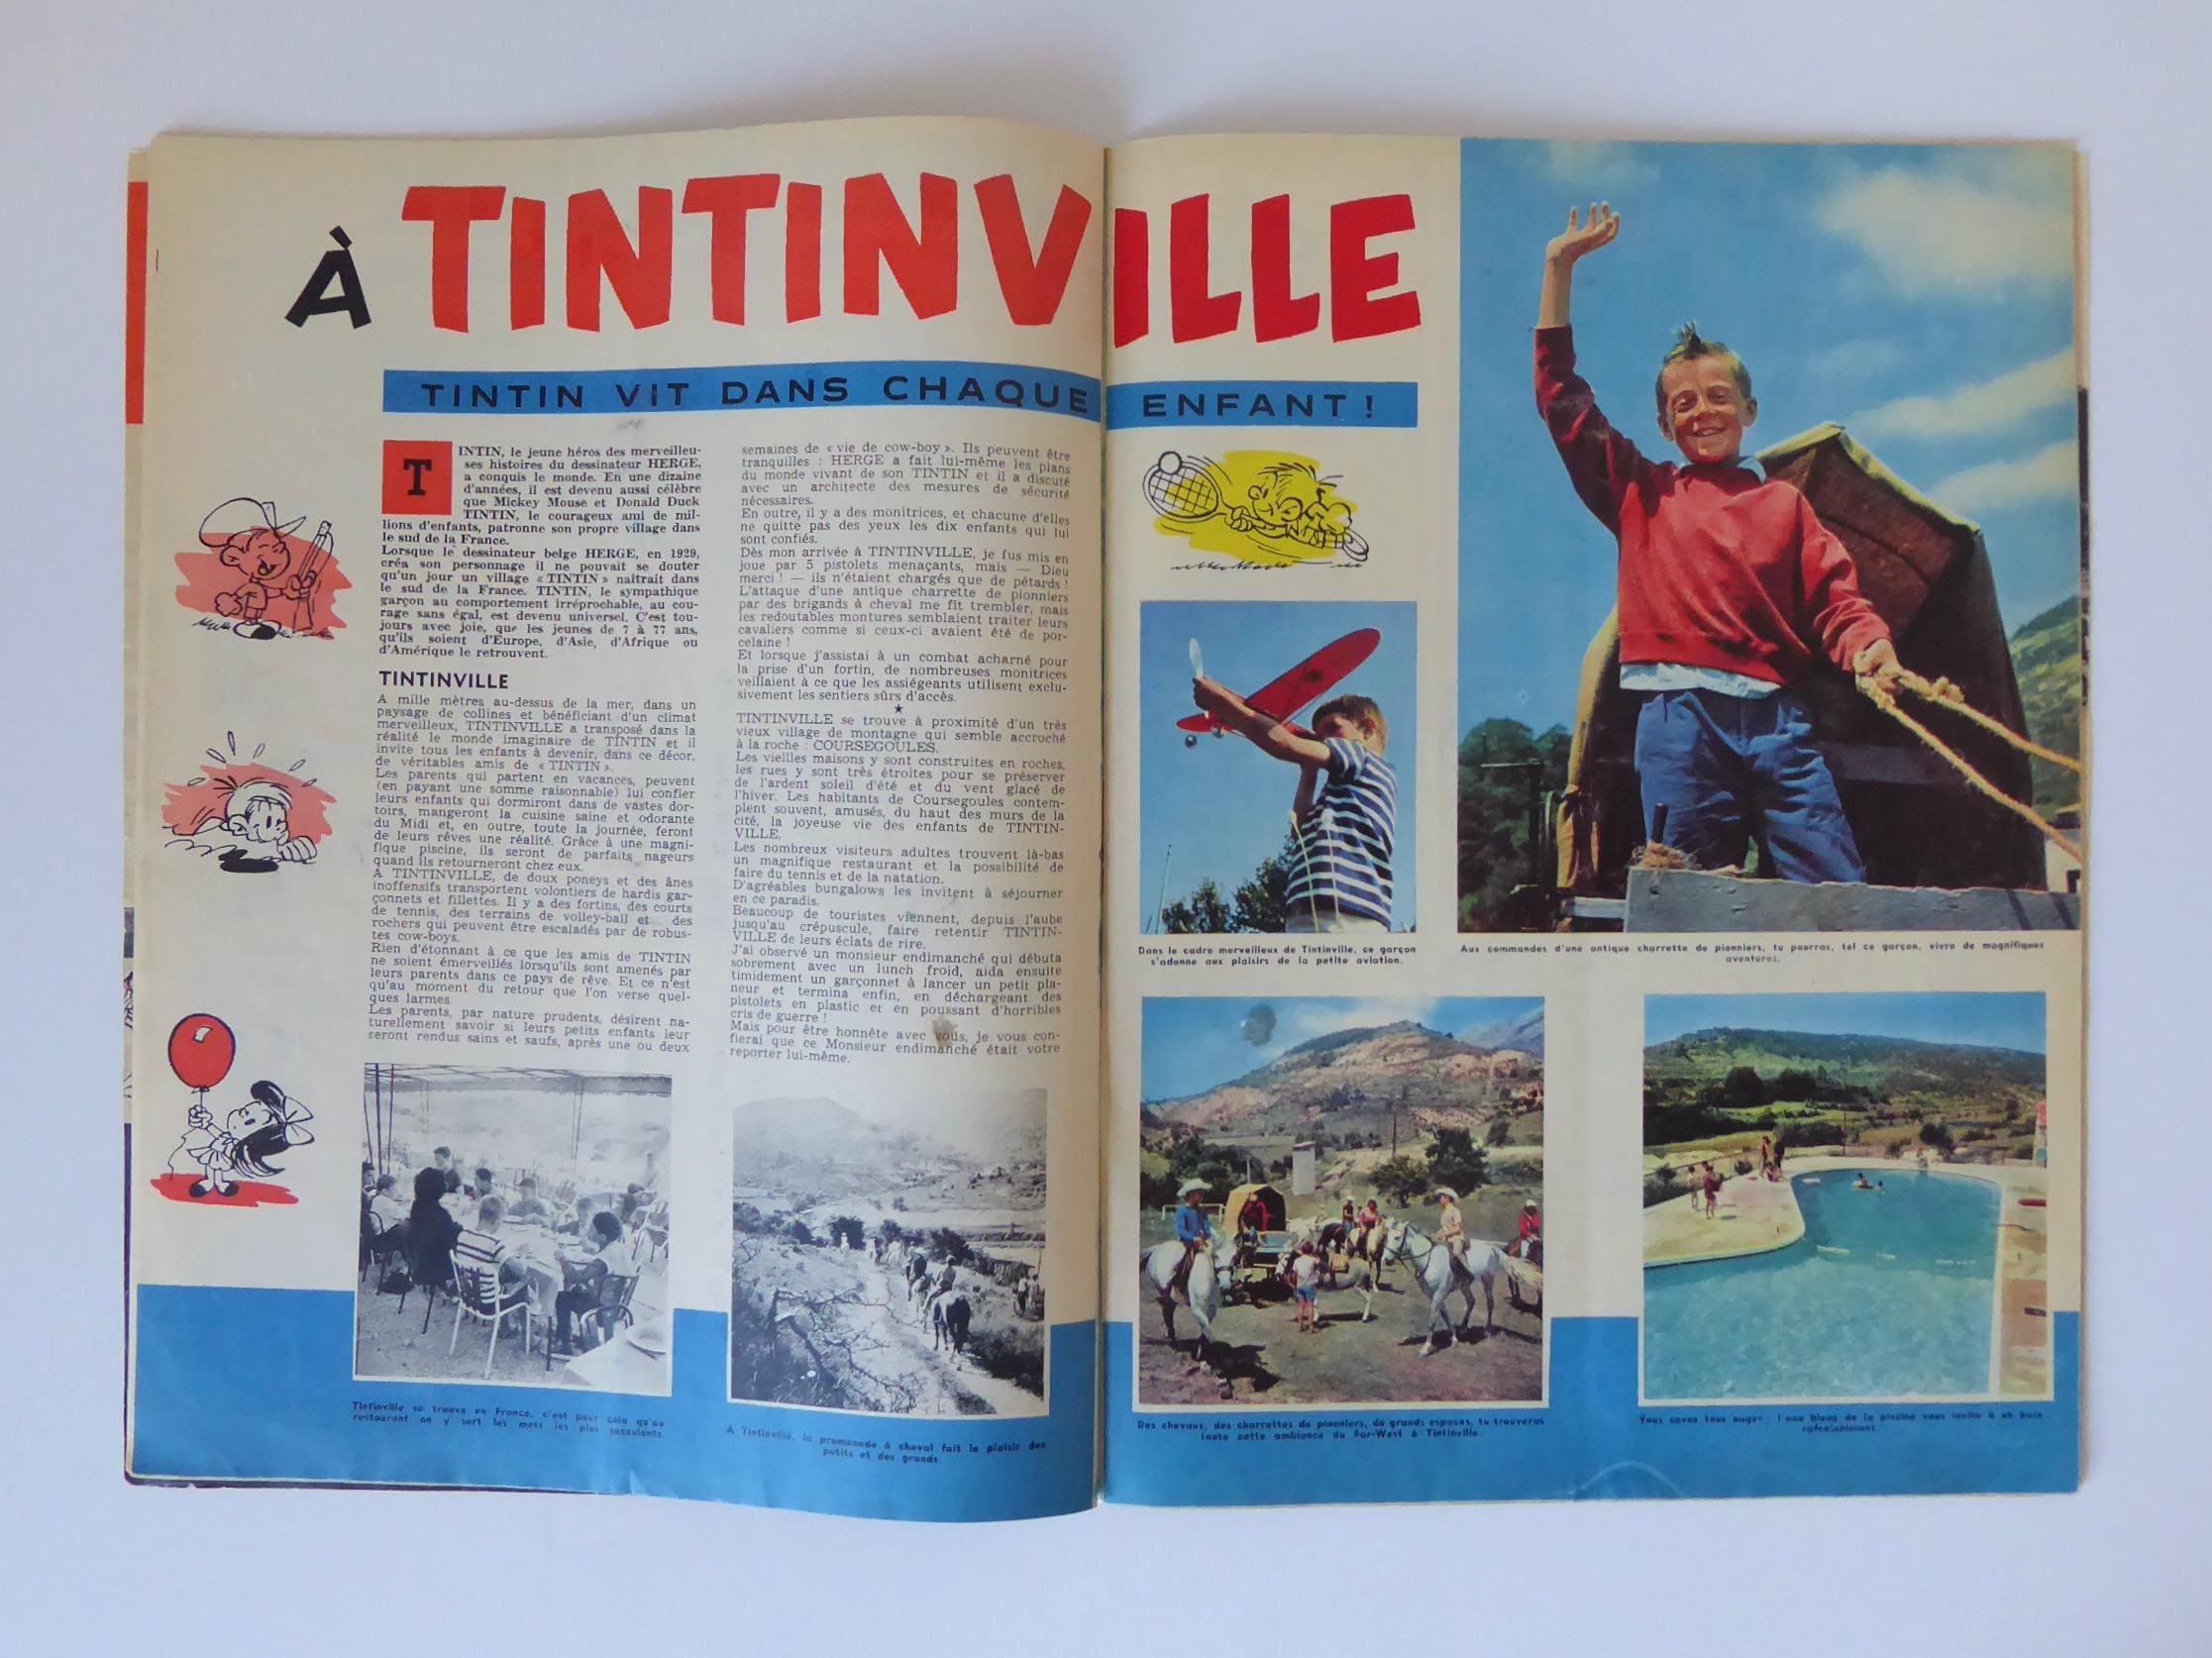 À TINTINVILLE
TINTIN VIT DANS CHAQUE ENFANT !
TINTIN, le jeune héros des merveilleu-
ses histoires du dessinateur HERGE,
a conquis le monde. En une dizaine
d'années, il est devenu aussi célèbre
que Mickey Mouse et Donald Duck
TINTIN, le courageux ami de mil-
lions d'enfants, patronne son propre village dans
le sud de la France.
Lorsque le dessinateur belge HERGE, en 1929,
créa son personnage il ne pouvait se douter
qu'un jour un village « TINTIN » naîtrait dans
le sud de la France. TINTIN, le sympathique
garçon au comportement irréprochable, au cou-
rage sans égal, est devenu universel. C'est tou-
jours avec joie, que les jeunes de 7 à 77 ans,
qu'ils soient d'Europe, d'Asie, d'Afrique ou
d'Amérique le retrouvent.
TINTINVILLE
A mille mètres au-dessus de la mer, dans un
paysage de collines et bénéficiant d'un climat
merveilleux, TINTINVILLE a transposé dans la
réalité le monde imaginaire de TINTIN et il
invite tous les enfants à devenir, dans ce décor,
de véritables amis de « TINTIN ».
Les parents qui partent en vacances, peuvent
(en payant une somme raisonnable) lui confier
leurs enfants qui dormiront dans de vastes dor-
toirs, mangeront la cuisine saine et odorante
du Midi et, en outre, toute la journée, feront
de leurs rêves une réalité. Grâce à une magni-
fique piscine, ils seront de parfaits nageurs
quand ils retourneront chez eux.
A TINTINVILLE, de doux poneys et des ânes
inoffensifs transportent volontiers de hardis gar-
çonnets et fillettes. Il y a des fortins, des courts
de tennis, des terrains de volley-ball et... des
rochers qui peuvent être escaladés par de robus-
tes cow-boys.
Rien d'étonnant à ce que les amis de TINTIN
ne soient émerveillés lorsqu'ils sont amenés par
leurs parents dans ce pays de rêve. Et ce n'est
qu'au moment du retour que l'on verse quel-
ques larmes
Les parents, par nature prudents, désirent na-
turellement savoir si leurs petits enfants leur
seront rendus sains et saufs, après une ou deux
semaines de « vie de cow-boy ». Ils peuvent être
tranquilles : HERGE a fait lui-même les plans
du monde vivant de son TINTIN et il a discuté
avec un architecte des mesures de sécurité
nécessaires.
En outre, il y a des monitrices, et chacune d'elles
ne quitte pas des yeux les dix enfants qui lui
sont confiés.
Dès mon arrivée à TINTINVILLE, je fus mis en
joue par 5 pistolets menaçants, mais — Dieu
merci ! — ils n'étaient chargés que de pétards !
L'attaque d'une antique charrette de pionniers
par des brigands à cheval me fit trembler, mais
les redoutables montures semblaient traiter leurs
cavaliers comme si ceux-ci avaient été de por-
celaine !
Et lorsque j'assistai à un combat acharné pour
la prise d'un fortin, de nombreuses monitrices
veillaient à ce que les assiégeants utilisent exclu-
sivement les sentiers sûrs d'accès.
★
TINTINVILLE se trouve à proximité d'un très
vieux village de montagne qui semble accroché
à la roche : COURSEGOULES.
Les vieilles maisons y sont construites en roches,
les rues y sont très étroites pour se préserver
de l'ardent soleil d'été et du vent glacé de
l'hiver. Les habitants de Coursegoules contem-
plent souvent, amusés, du haut des murs de la
cité, la joyeuse vie des enfants de TINTIN-
VILLE.
Les nombreux visiteurs adultes trouvent là-bas
un magnifique restaurant et la possibilité de
faire du tennis et de la natation.
D'agréables bungalows les invitent à séjourner
en ce paradis.
Beaucoup de touristes viennent, depuis l'aube
jusqu'au crépuscule, faire retentir TINTIN-
VILLE de leurs éclats de rire.
J'ai observé un monsieur endimanché qui débuta
sobrement avec un lunch froid, aida ensuite
timidement un garçonnet à lancer un petit pla-
neur et termina enfin, en déchargeant des
pistolets en plastic et en poussant d'horribles
cris de guerre !
Mais pour être honnête avec vous, je vous con-
fierai que ce Monsieur endimanché était votre
reporter lui-même.
Tintinville se trouve en France, c'est pour cela qu'au
restaurant on y sert les mets les plus succulents.
A Tintinville, la promenade à cheval fait le plaisir des
petits et des grands
Dans le cadre merveilleux de Tintinville, ce garçon
s'adonne aux plaisirs de la petite aviation.
Aux commandes d'une antique charrette de pionniers, tu pourras, tel ce garçon, vivre de magnifiques
aventures.
Des chevaux, des charrettes de pionniers, de grands espaces, tu trouveras
toute cette ambiance du Far-West à Tintinville.
Vous savez tous nager : l'eau bleue de la piscine vous invite à un bain
rafraîchissant.